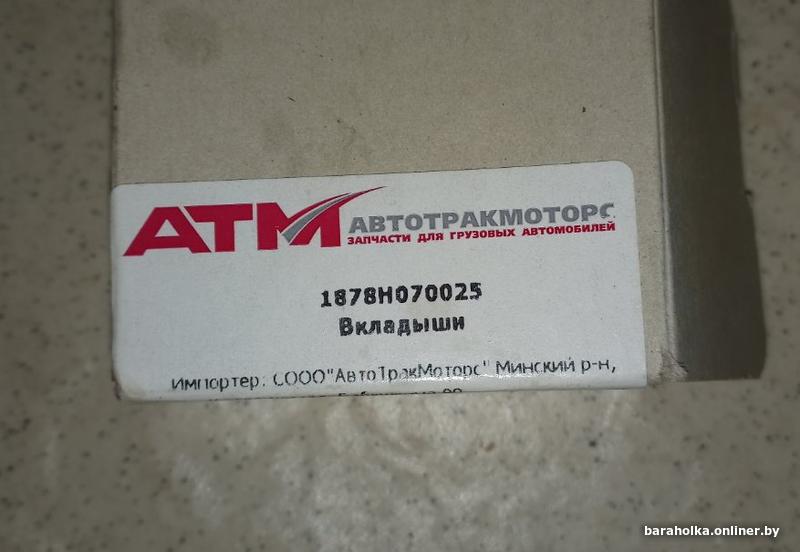 АТМ АВТОТРАКМОТОРС
ЗАПЧАСТИ ДЛЯ ГРУЗОВЫХ АВТОМОБИЛЕЙ
1878H070025
Вкладыши
Импортер: СООО"АвтоТракМоторс" Минский р-н,
baraholka.onliner.by